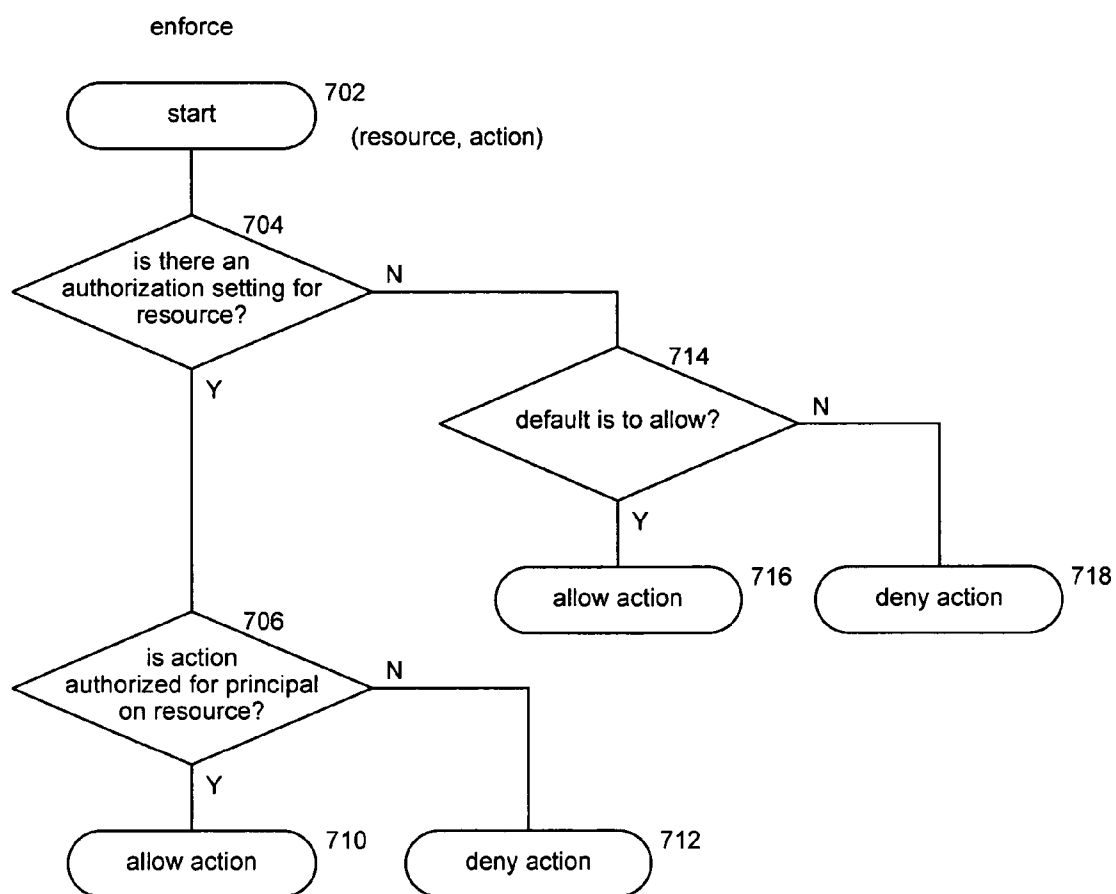 enforce
start
702
(resource, action)
704
is there an
authorization setting for
resource?
N
Y
714
default is to allow?
N
Y
allow action
716
deny action
718
706
is action
authorized for principal
on resource?
N
Y
allow action
710
deny action
712